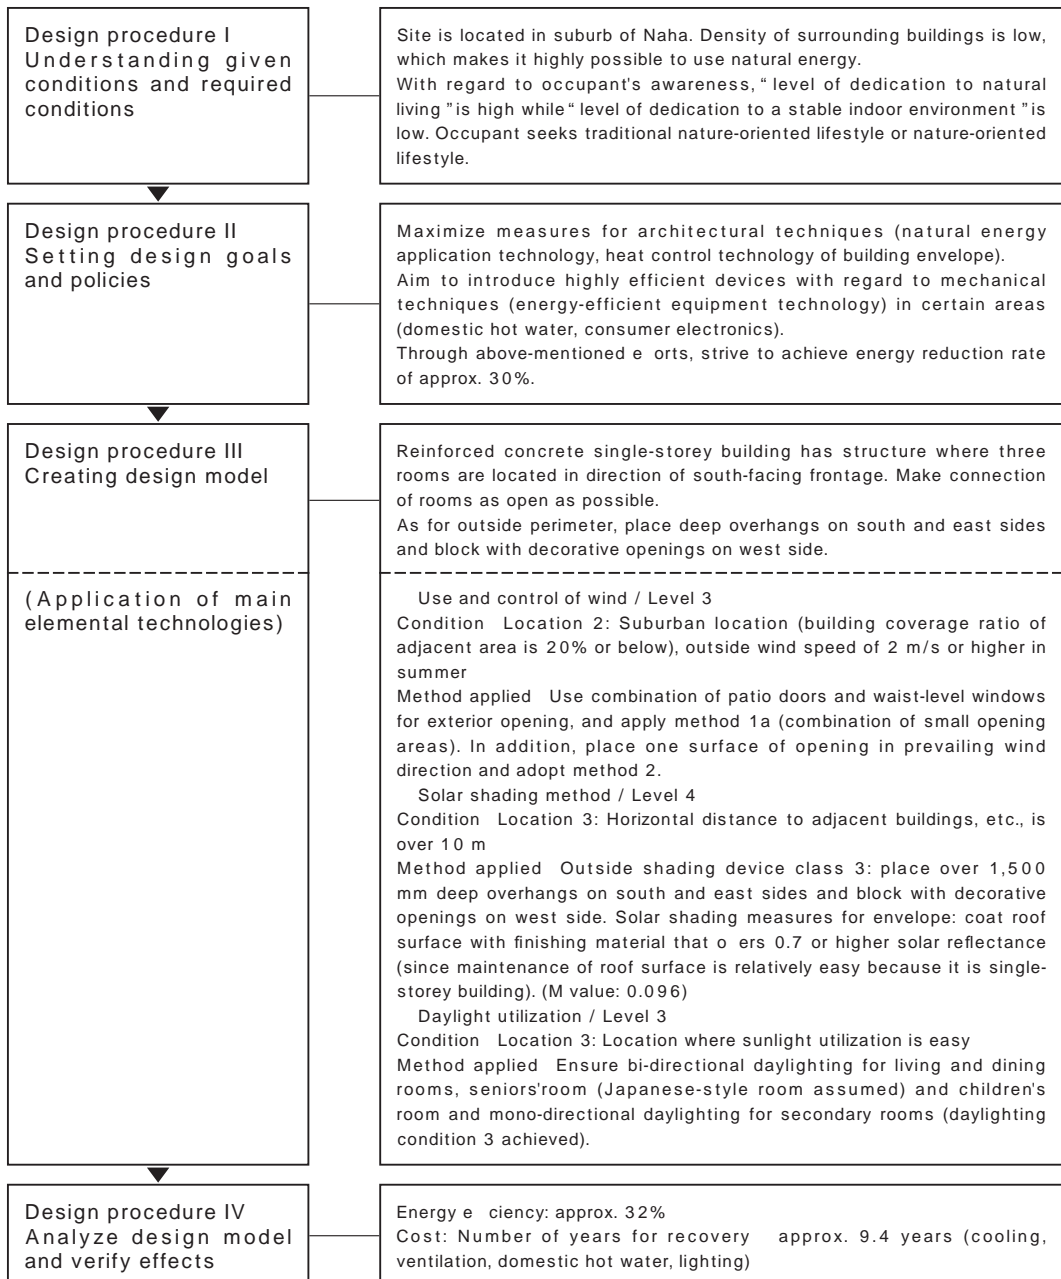 Design procedure I
Understanding given
conditions and required
conditions
Site is located in suburb of Naha. Density of surrounding buildings is low,
which makes it highly possible to use natural energy.
With regard to occupant's awareness, “ level of dedication to natural
living ” is high while “ level of dedication to a stable indoor environment ” is
low. Occupant seeks traditional nature-oriented lifestyle or nature-oriented
lifestyle.
Design procedure II
Setting design goals
and policies
Maximize measures for architectural techniques (natural energy
application technology, heat control technology of building envelope).
Aim to introduce highly efficient devices with regard to mechanical
techniques (energy-efficient equipment technology) in certain areas
(domestic hot water, consumer electronics).
Through above-mentioned e orts, strive to achieve energy reduction rate
of approx. 30%.
Design procedure III
Creating design model
Reinforced concrete single-storey building has structure where three
rooms are located in direction of south-facing frontage. Make connection
of rooms as open as possible.
As for outside perimeter, place deep overhangs on south and east sides
and block with decorative openings on west side.
(Application of main
elemental technologies)
Use and control of wind / Level 3
Condition Location 2: Suburban location (building coverage ratio of
adjacent area is 20% or below), outside wind speed of 2 m/s or higher in
summer
Method applied Use combination of patio doors and waist-level windows
for exterior opening, and apply method 1a (combination of small opening
areas). In addition, place one surface of opening in prevailing wind
direction and adopt method 2.
Solar shading method / Level 4
Condition Location 3: Horizontal distance to adjacent buildings, etc., is
over 10 m
Method applied Outside shading device class 3: place over 1,500
mm deep overhangs on south and east sides and block with decorative
openings on west side. Solar shading measures for envelope: coat roof
surface with finishing material that o ers 0.7 or higher solar reflectance
(since maintenance of roof surface is relatively easy because it is single-
storey building). (M value: 0.096)
Daylight utilization / Level 3
Condition Location 3: Location where sunlight utilization is easy
Method applied Ensure bi-directional daylighting for living and dining
rooms, seniors'room (Japanese-style room assumed) and children's
room and mono-directional daylighting for secondary rooms (daylighting
condition 3 achieved).
Design procedure IV
Analyze design model
and verify effects
Energy e ciency: approx. 32%
Cost: Number of years for recovery approx. 9.4 years (cooling,
ventilation, domestic hot water, lighting)